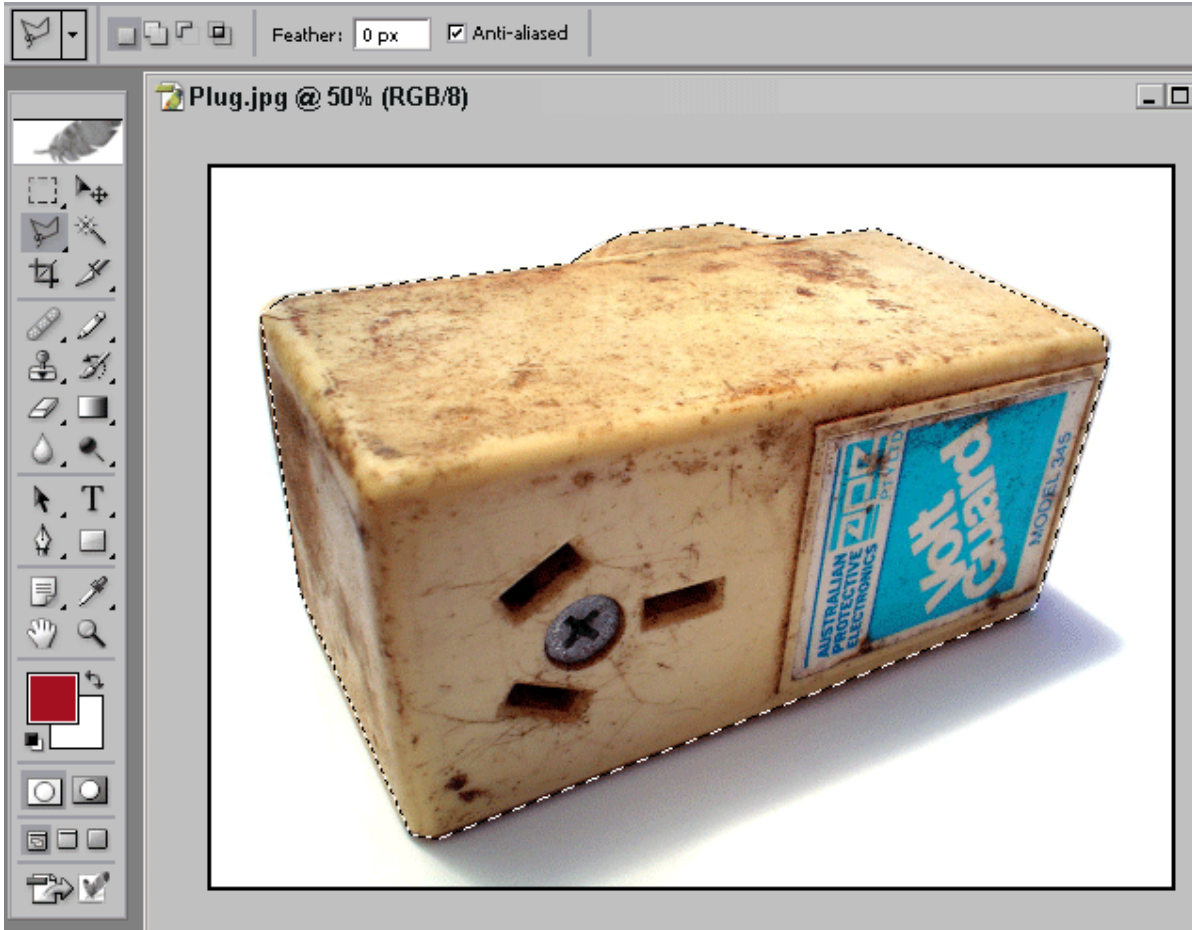 Feather: 0 px Anti-aliased
Plug.jpg @ 50% (RGB/8)
T
AUSTRALIAN
PROTECTIVE
ELECTRONICS
APE
PTY LTD
Volt
Guard
MODEL 345